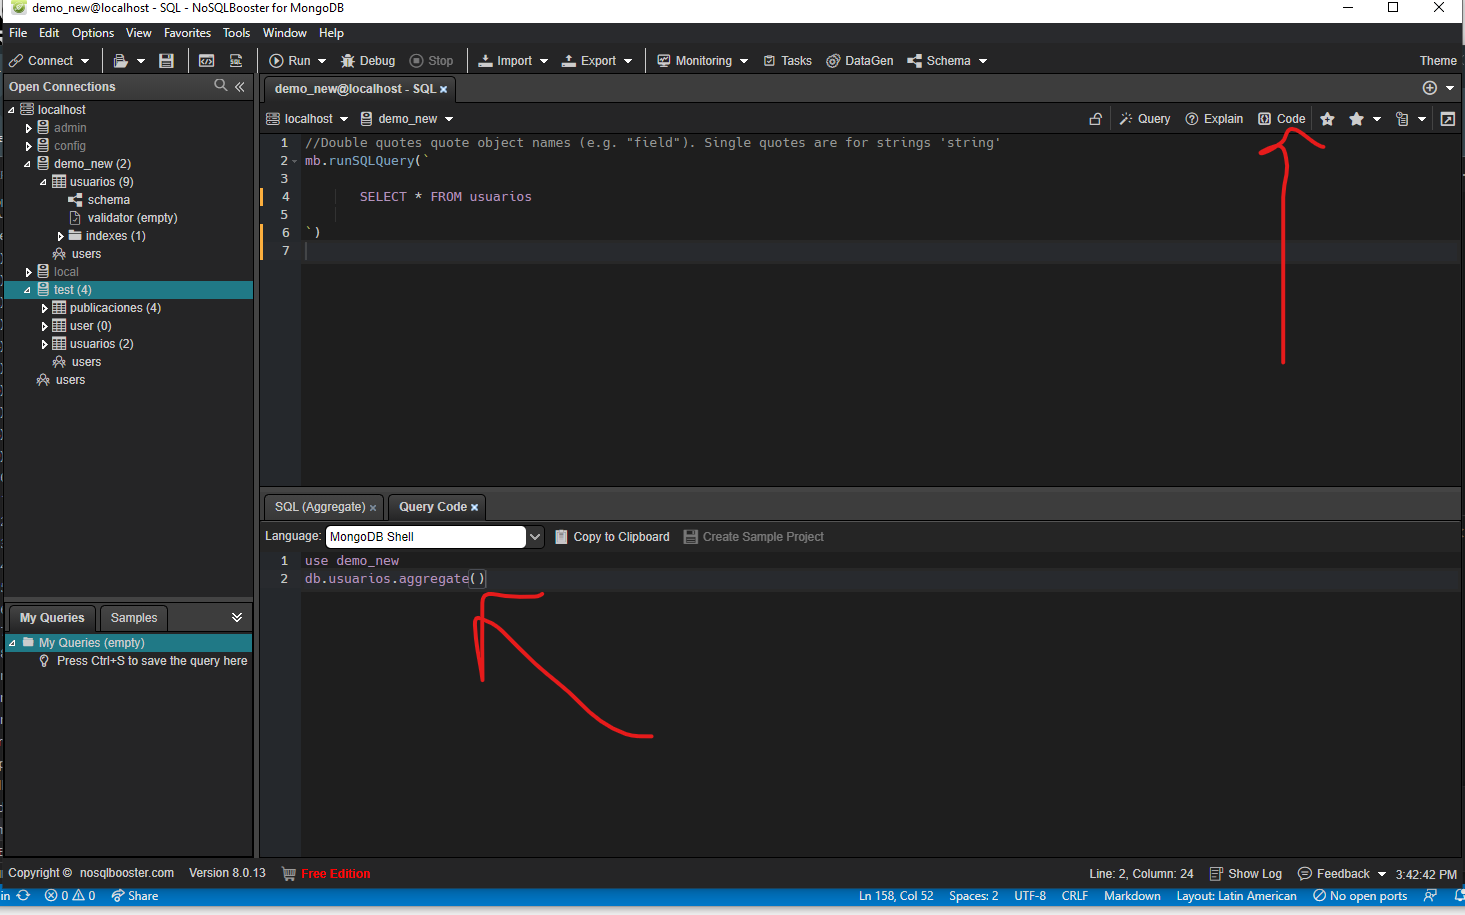 demo_new@localhost - SQL - NoSQLBooster for MongoDB
File Edit Options View Favorites Tools Window Help
Connect Run Debug Stop Import Export Monitoring Tasks DataGen Schema Theme
Open Connections
localhost
admin
config
demo_new (2)
usuarios (9)
schema
validator (empty)
indexes (1)
users
local
test (4)
publicaciones (4)
user (0)
usuarios (2)
users
users
demo_new@localhost - SQL
localhost demo_new Query Explain Code
1 //Double quotes quote object names (e.g. "field"). Single quotes are for strings 'string'
2 mb.runSQLQuery(`
3
4 SELECT * FROM usuarios
5
6 `)
7
SQL (Aggregate) Query Code
Language: MongoDB Shell Copy to Clipboard Create Sample Project
1 use demo_new
2 db.usuarios.aggregate()
My Queries Samples
My Queries (empty)
Press Ctrl+S to save the query here
Copyright © nosqlbooster.com Version 8.0.13 Free Edition Line: 2, Column: 24 Show Log Feedback 3:42:42 PM
in 0 0 Share Ln 158, Col 52 Spaces: 2 UTF-8 CRLF Markdown Layout: Latin American No open ports